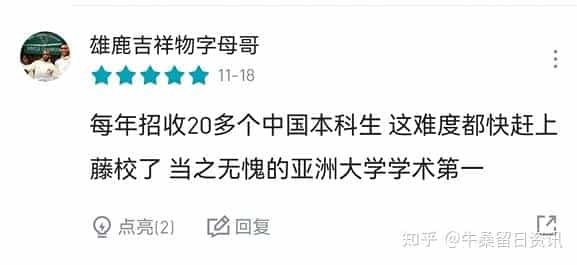 雄鹿吉祥物字母哥
11-18
每年招收20多个中国本科生 这难度都快赶上
藤校了 当之无愧的亚洲大学学术第一
点亮(2) 回复
知乎 @牛桑留日资讯